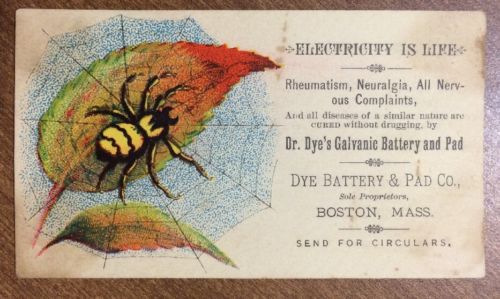 ELECTRICITY IS LIFE
Rheumatism, Neuralgia, All Nerv-
ous Complaints,
And all diseases of a similar nature are
CURED without drugging, by
Dr. Dye's Galvanic Battery and Pad
DYE BATTERY & PAD CO.,
Sole Proprietors,
BOSTON, MASS.
SEND FOR CIRCULARS.